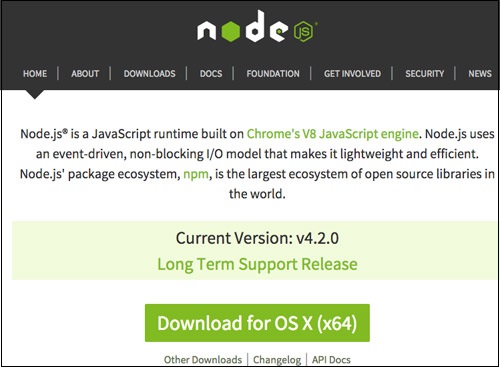 node JS
HOME | ABOUT | DOWNLOADS | DOCS | FOUNDATION | GET INVOLVED | SECURITY | NEWS
Node.js® is a JavaScript runtime built on Chrome's V8 JavaScript engine. Node.js uses
an event-driven, non-blocking I/O model that makes it lightweight and efficient.
Node.js' package ecosystem, npm, is the largest ecosystem of open source libraries in
the world.
Current Version: v4.2.0
Long Term Support Release
Download for OS X (x64)
Other Downloads | Changelog | API Docs